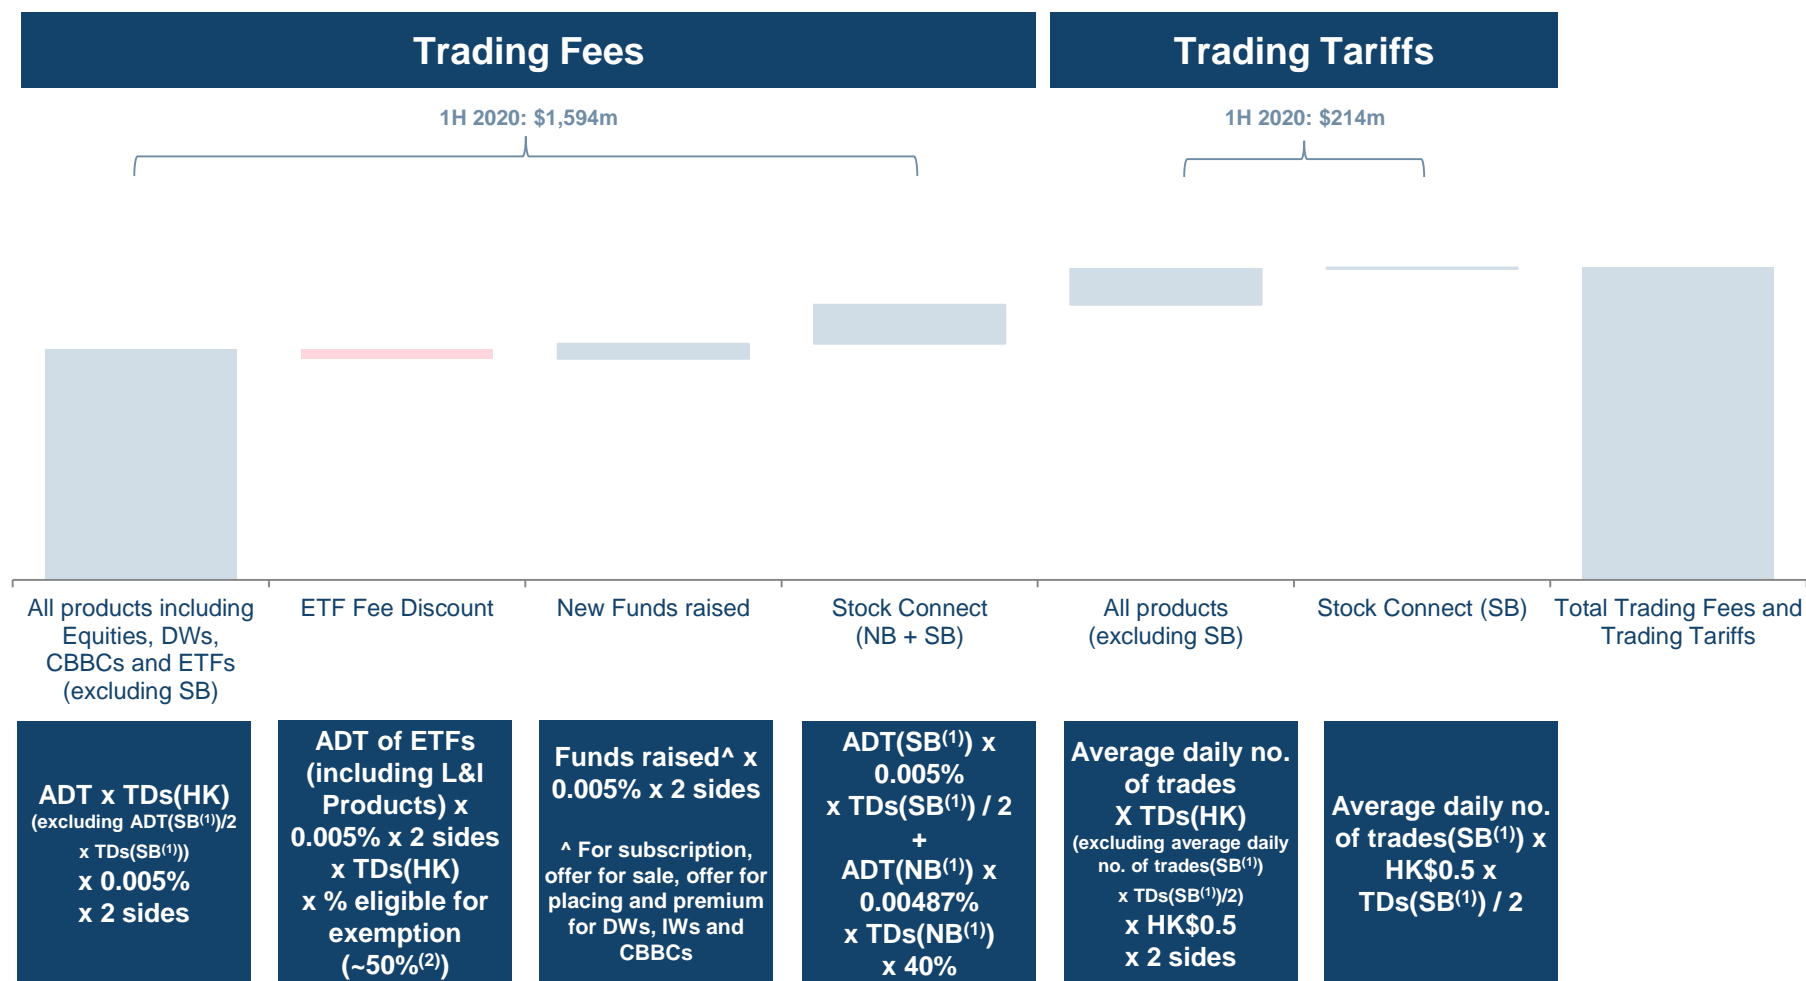 Trading Fees
Trading Tariffs
1H 2020: $1,594m
1H 2020: $214m
All products including
Equities, DWs,
CBBCs and ETFs
(excluding SB)
ETF Fee Discount
New Funds raised
Stock Connect
(NB + SB)
All products
(excluding SB)
Stock Connect (SB)
Total Trading Fees and
Trading Tariffs
ADT x TDs(HK)
(excluding ADT(SB⁽¹⁾)/2
x TDs(SB⁽¹⁾))
x 0.005%
x 2 sides
ADT of ETFs
(including L&I
Products) x
0.005% x 2 sides
x TDs(HK)
x % eligible for
exemption
(~50%⁽²⁾)
Funds raised^ x
0.005% x 2 sides
^ For subscription,
offer for sale, offer for
placing and premium
for DWs, IWs and
CBBCs
ADT(SB⁽¹⁾) x
0.005%
x TDs(SB⁽¹⁾) / 2
+
ADT(NB⁽¹⁾) x
0.00487%
x TDs(NB⁽¹⁾)
x 40%
Average daily no.
of trades
X TDs(HK)
(excluding average daily
no. of trades(SB⁽¹⁾)
x TDs(SB⁽¹⁾/2)
x HK$0.5
x 2 sides
Average daily no.
of trades(SB⁽¹⁾) x
HK$0.5 x
TDs(SB⁽¹⁾) / 2